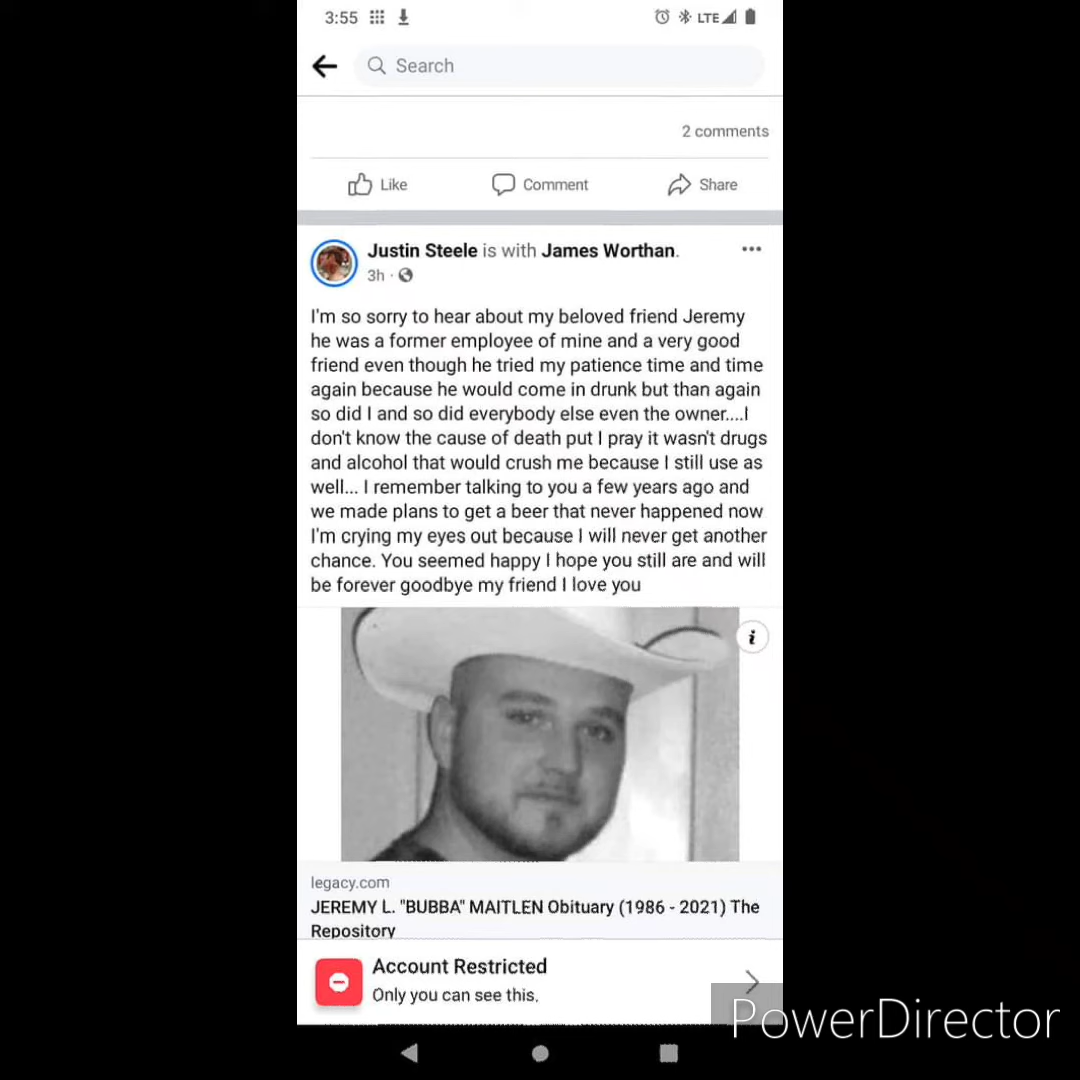 3:55
LTE
Search
2 comments
Like
Comment
Share
Justin Steele is with James Worthan.
3h ·
I'm so sorry to hear about my beloved friend Jeremy
he was a former employee of mine and a very good
friend even though he tried my patience time and time
again because he would come in drunk but than again
so did I and so did everybody else even the owner....I
don't know the cause of death put I pray it wasn't drugs
and alcohol that would crush me because I still use as
well... I remember talking to you a few years ago and
we made plans to get a beer that never happened now
I'm crying my eyes out because I will never get another
chance. You seemed happy I hope you still are and will
be forever goodbye my friend I love you
legacy.com
JEREMY L. "BUBBA" MAITLEN Obituary (1986 - 2021) The
Repository
Account Restricted
Only you can see this.
PowerDirector